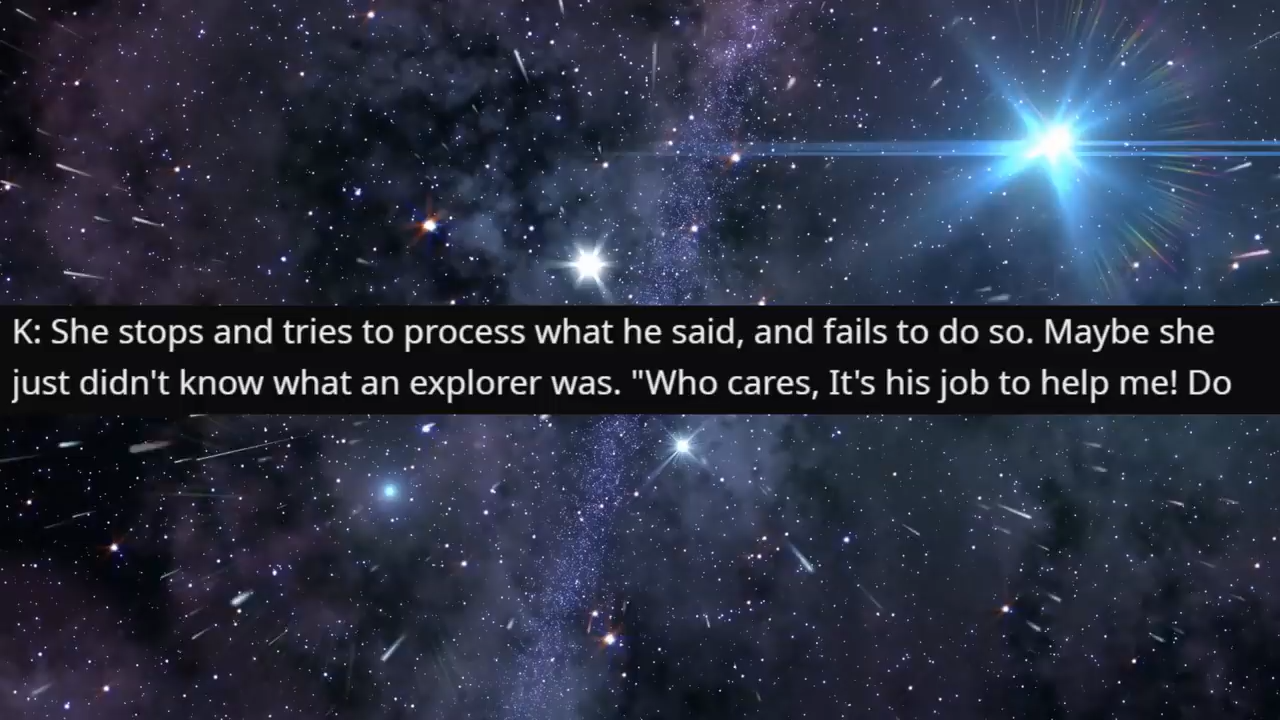 K: She stops and tries to process what he said, and fails to do so. Maybe she
just didn't know what an explorer was. "Who cares, It's his job to help me! Do